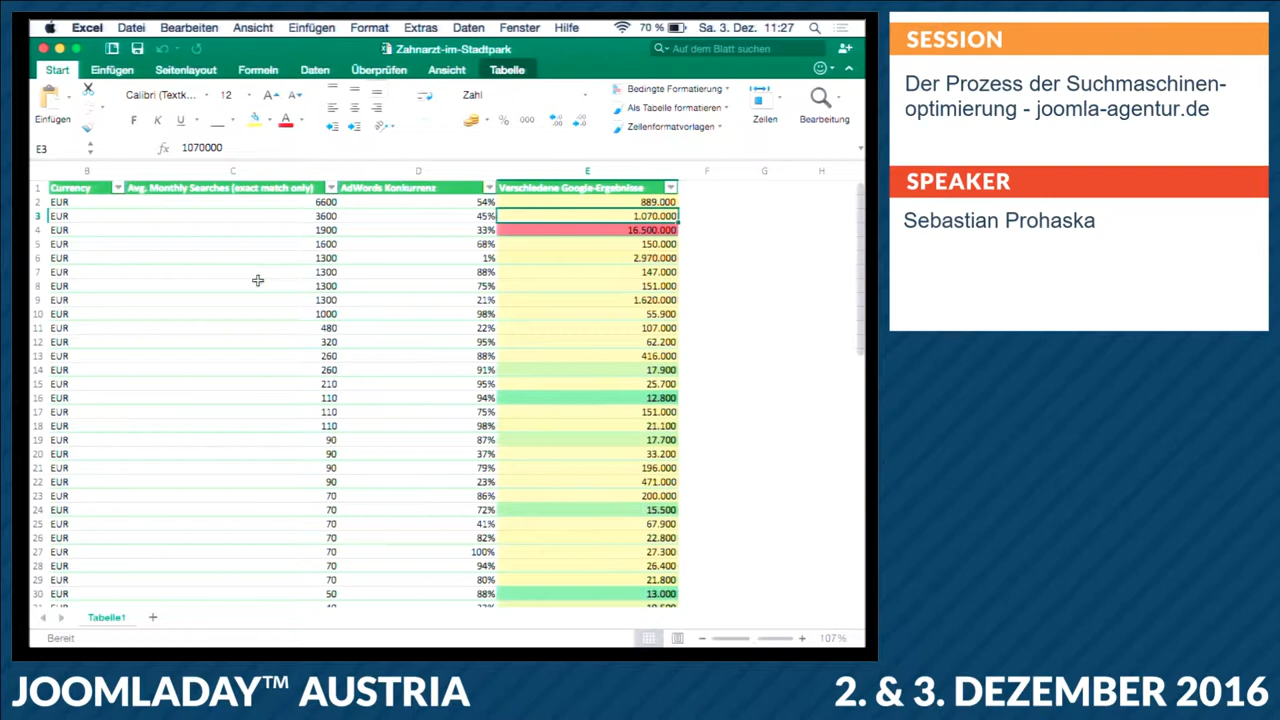 Excel Datei Bearbeiten Ansicht Einfügen Format Extras Daten Fenster Hilfe 70 % Sa. 3. Dez. 11:27
Zahnarzt-im-Stadtpark
Auf dem Blatt suchen
Start Einfügen Seitenlayout Formeln Daten Überprüfen Ansicht Tabelle
Einfügen
Calibri (Textk... 12 A A
F K U A
Zahl
% 000
Bedingte Formatierung
Als Tabelle formatieren
Zellenformatvorlagen
Zeilen
Bearbeitung
E3 fx 1070000
B C D E F G H
1 Currency Avg. Monthly Searches (exact match only) AdWords Konkurrenz Verschiedene Google-Ergebnisse
2 EUR 6600 54% 889.000
3 EUR 3600 45% 1.070.000
4 EUR 1900 33% 16.500.000
5 EUR 1600 68% 150.000
6 EUR 1300 1% 2.970.000
7 EUR 1300 88% 147.000
8 EUR 1300 75% 151.000
9 EUR 1300 21% 1.620.000
10 EUR 1000 98% 55.900
11 EUR 480 22% 107.000
12 EUR 320 95% 62.200
13 EUR 260 88% 416.000
14 EUR 260 91% 17.900
15 EUR 210 95% 25.700
16 EUR 110 94% 12.800
17 EUR 110 75% 151.000
18 EUR 110 98% 21.100
19 EUR 90 87% 17.700
20 EUR 90 37% 33.200
21 EUR 90 79% 196.000
22 EUR 90 23% 471.000
23 EUR 70 86% 200.000
24 EUR 70 72% 15.500
25 EUR 70 41% 67.900
26 EUR 70 82% 22.800
27 EUR 70 100% 27.300
28 EUR 70 94% 26.400
29 EUR 70 80% 21.800
30 EUR 50 88% 13.000
Tabelle1 +
Bereit 107%
SESSION
Der Prozess der Suchmaschinen-
optimierung - joomla-agentur.de
SPEAKER
Sebastian Prohaska
JOOMLADAY™ AUSTRIA 2. & 3. DEZEMBER 2016